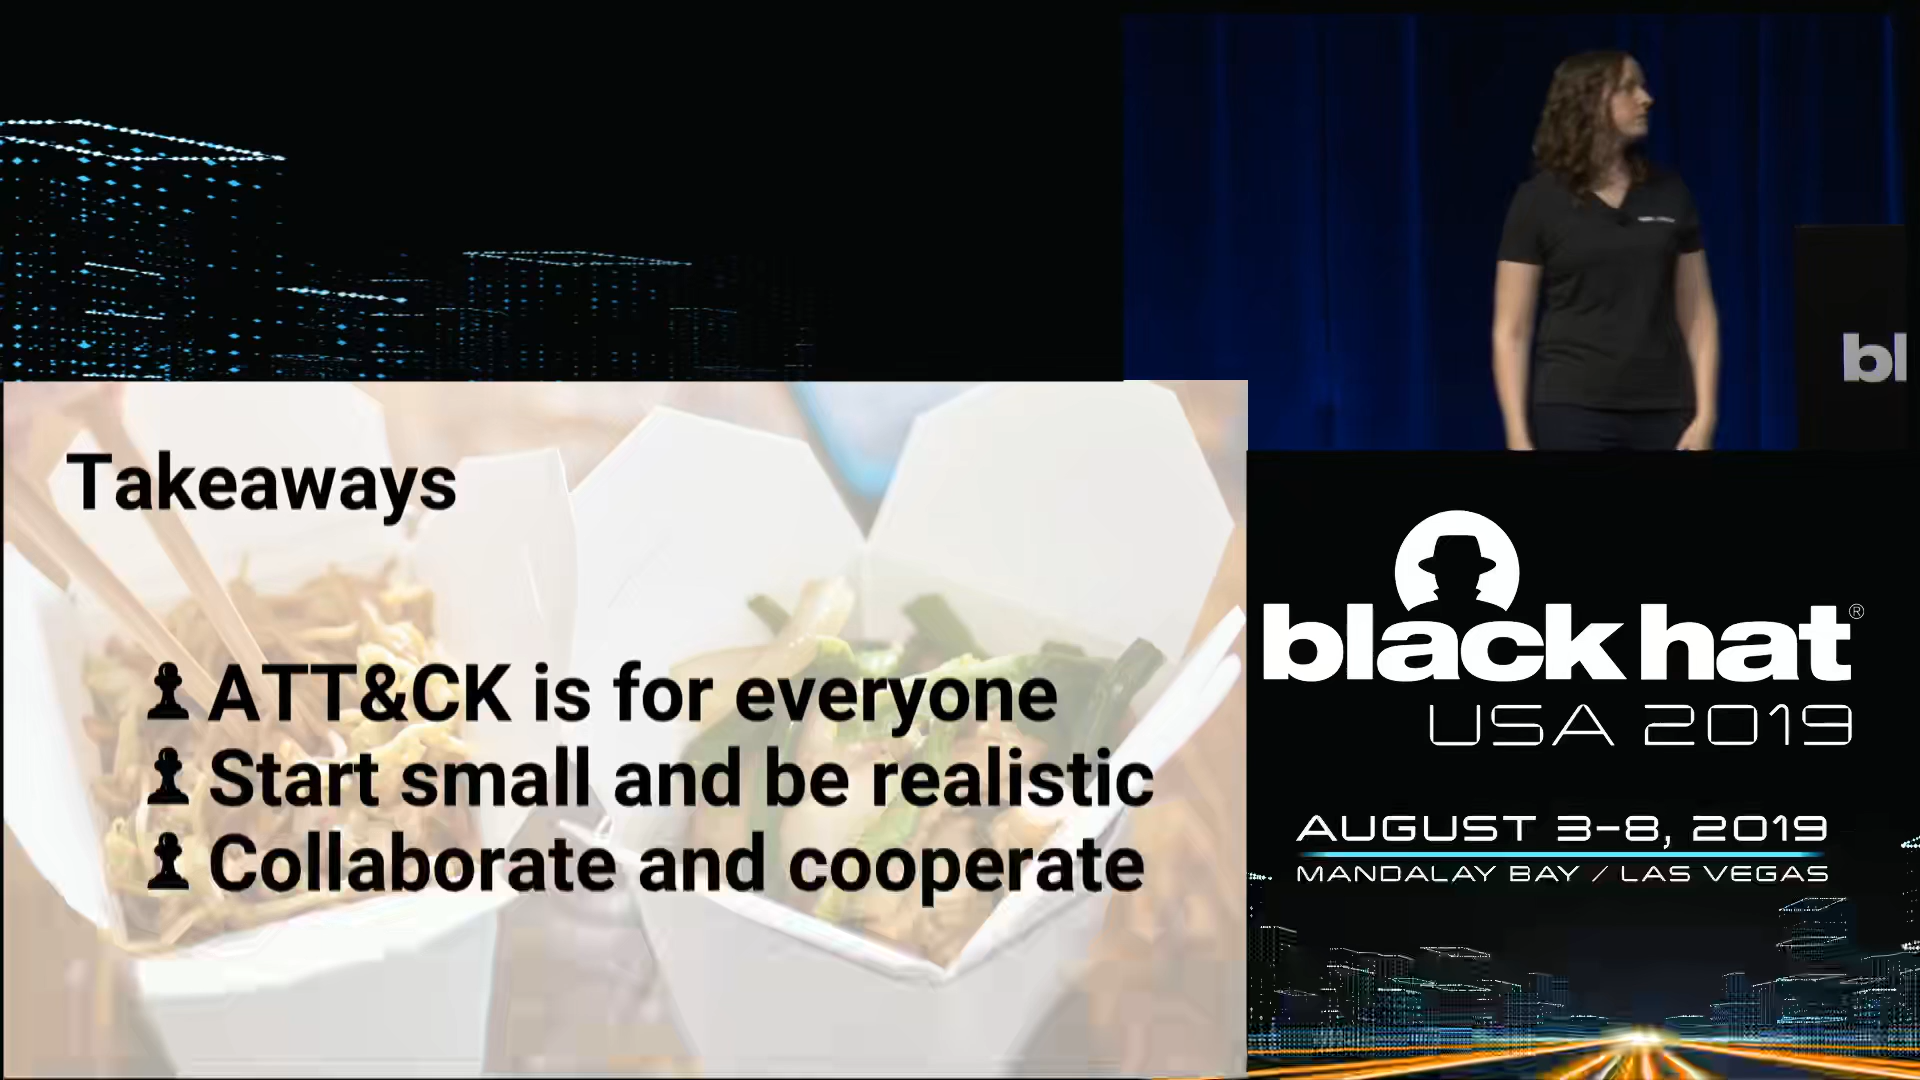 Takeaways
ATT&CK is for everyone
Start small and be realistic
Collaborate and cooperate
bl
black hat®
USA 2019
AUGUST 3-8, 2019
MANDALAY BAY / LAS VEGAS